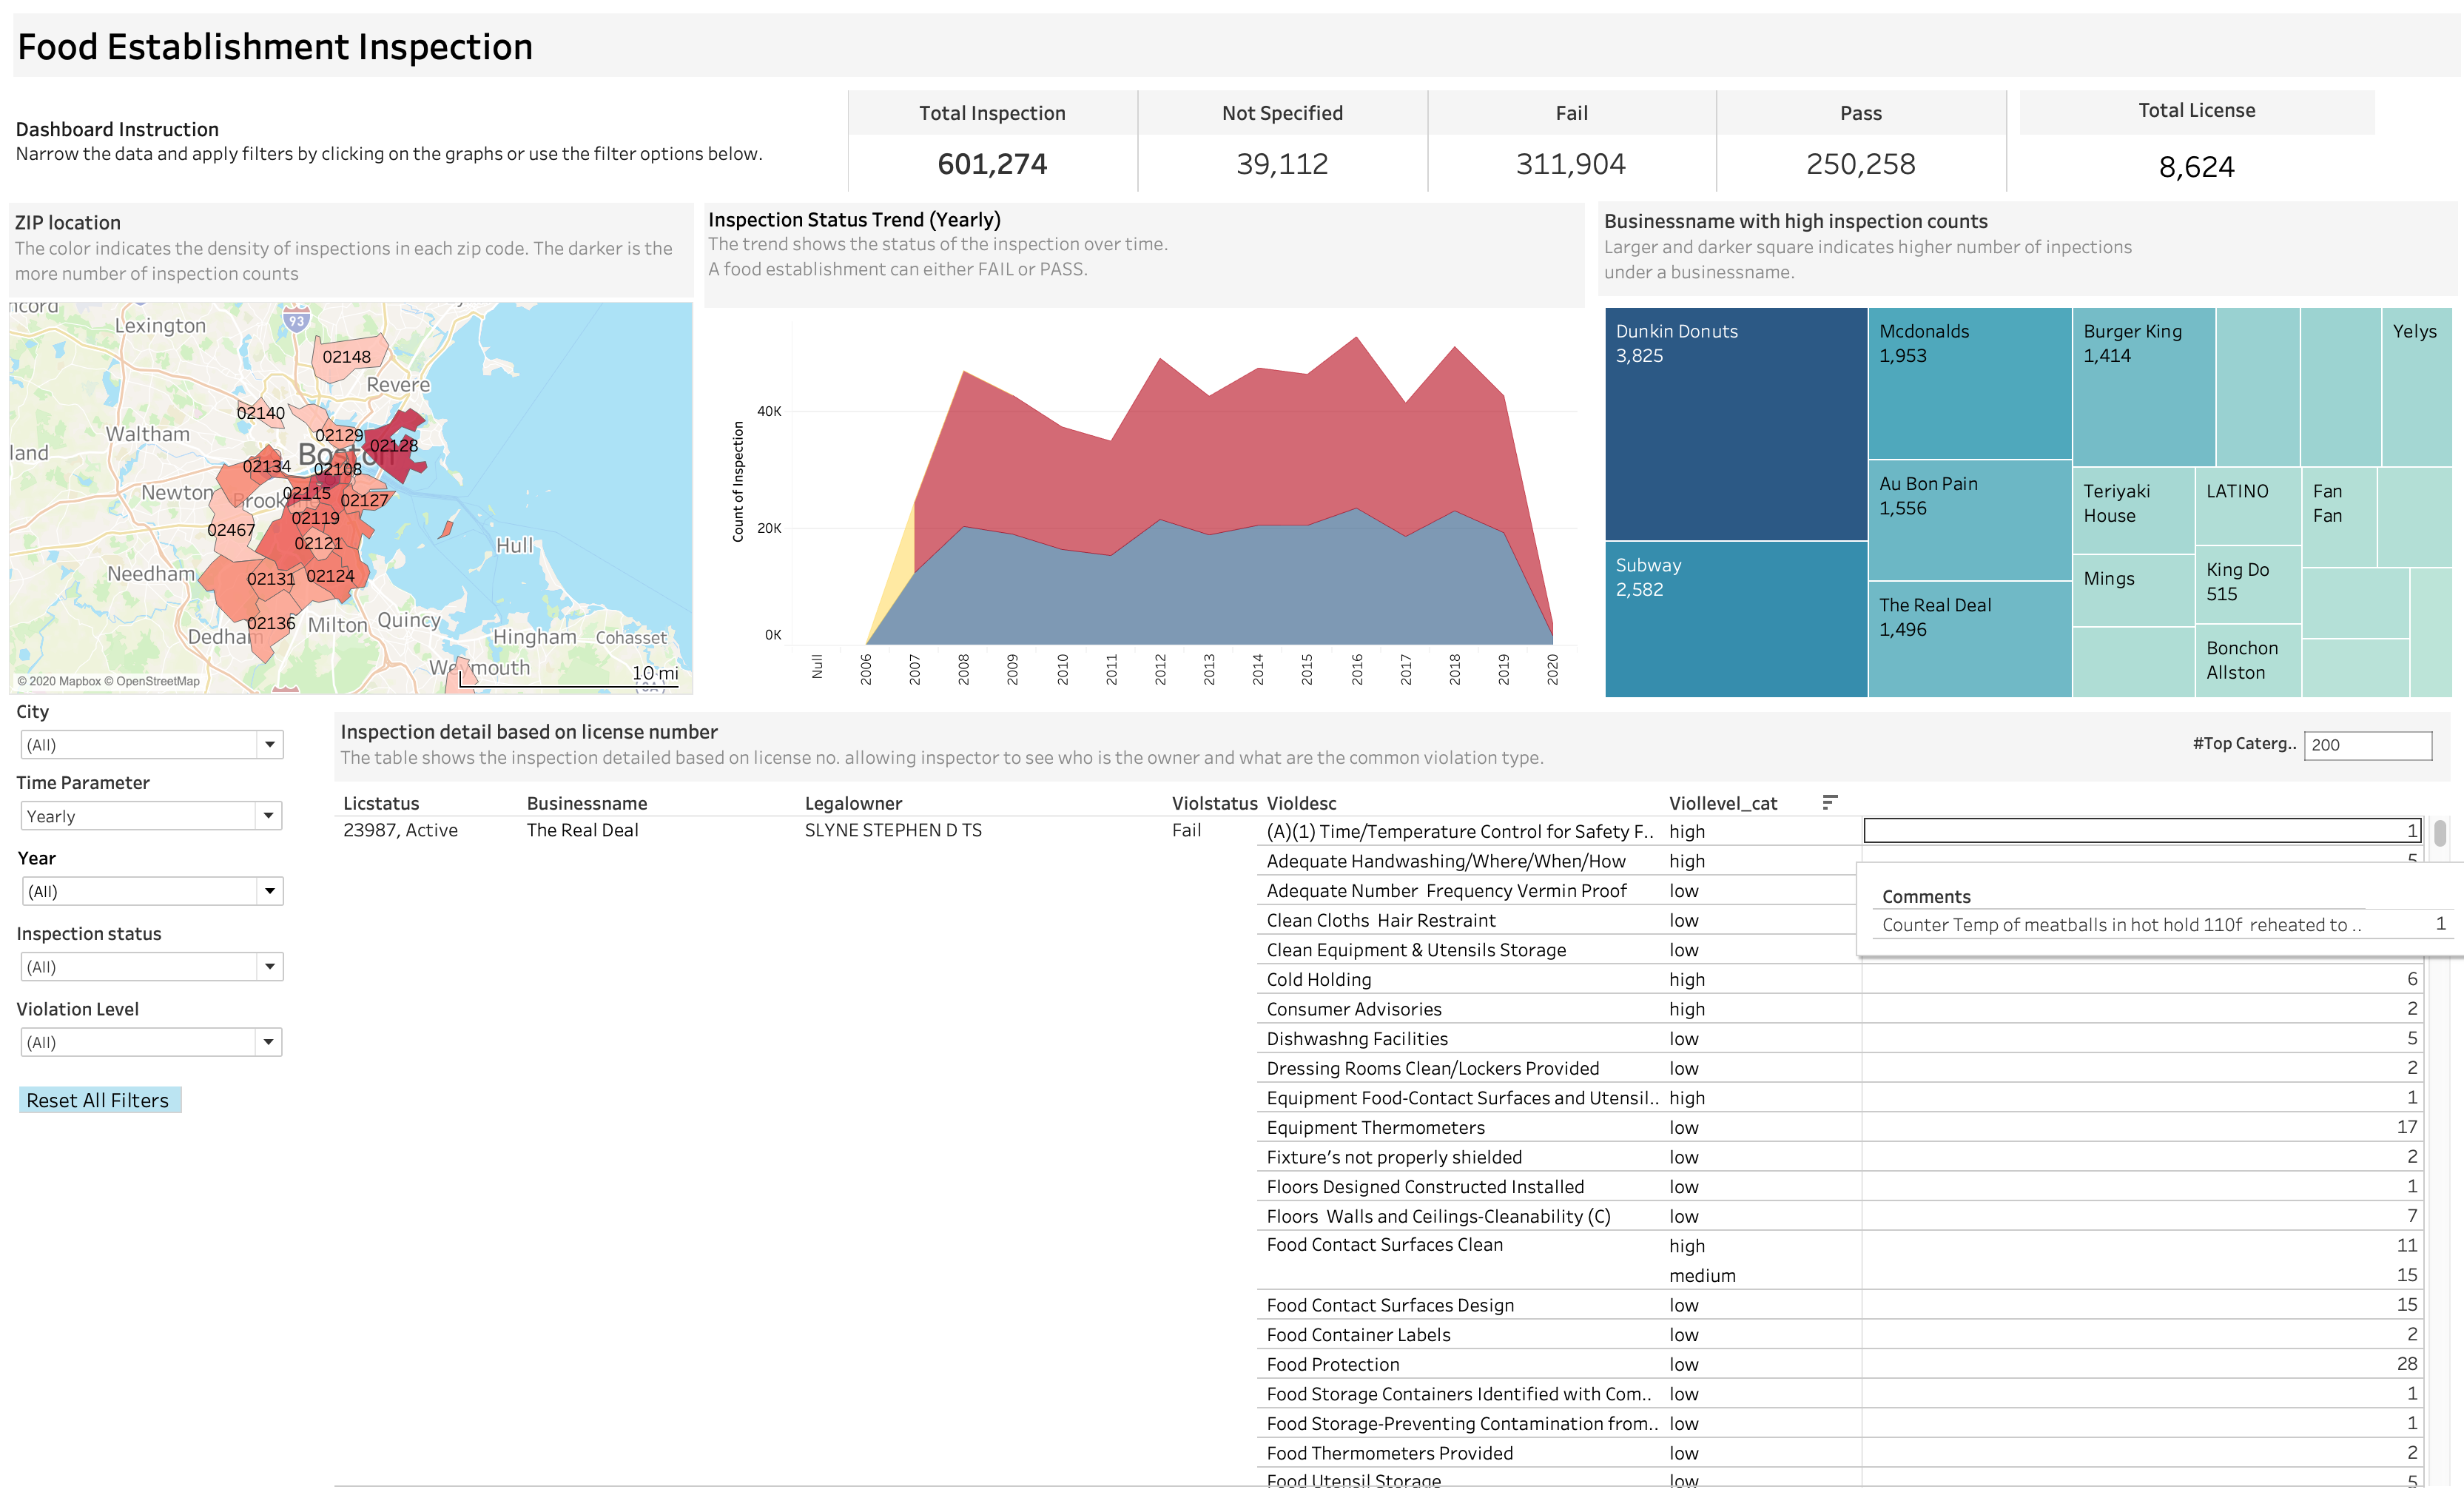 Food Establishment Inspection
Dashboard Instruction
Narrow the data and apply filters by clicking on the graphs or use the filter options below.
Total Inspection
601,274
Not Specified
39,112
Fail
311,904
Pass
250,258
Total License
8,624
ZIP location
The color indicates the density of inspections in each zip code. The darker is the
more number of inspection counts
Lexington
93
02148
Revere
02140
Waltham
02129
02128
land
Boston
02134
02108
Newton
Brook
02115
02127
02119
02467
02121
Hull
Needham
02131
02124
02136
Dedham
Milton
Quincy
Hingham
Cohasset
Weymouth
10 mi
© 2020 Mapbox © OpenStreetMap
Inspection Status Trend (Yearly)
The trend shows the status of the inspection over time.
A food establishment can either FAIL or PASS.
Count of Inspection
40K
20K
0K
Null
2006
2007
2008
2009
2010
2011
2012
2013
2014
2015
2016
2017
2018
2019
2020
Businessname with high inspection counts
Larger and darker square indicates higher number of inpections
under a businessname.
Dunkin Donuts
3,825
Subway
2,582
Mcdonalds
1,953
Au Bon Pain
1,556
The Real Deal
1,496
Burger King
1,414
Yelys
Teriyaki
House
LATINO
Fan
Fan
Mings
King Do
515
Bonchon
Allston
City
(All)
Time Parameter
Yearly
Year
(All)
Inspection status
(All)
Violation Level
(All)
Reset All Filters
Inspection detail based on license number
The table shows the inspection detailed based on license no. allowing inspector to see who is the owner and what are the common violation type.
#Top Caterg.. 200
Licstatus Businessname Legalowner Violstatus Violdesc Viollevel_cat
23987, Active The Real Deal SLYNE STEPHEN D TS Fail (A)(1) Time/Temperature Control for Safety F.. high 1
Adequate Handwashing/Where/When/How high 5
Adequate Number Frequency Vermin Proof low
Clean Cloths Hair Restraint low
Clean Equipment & Utensils Storage low
Comments
Counter Temp of meatballs in hot hold 110f reheated to .. 1
Cold Holding high 6
Consumer Advisories high 2
Dishwashng Facilities low 5
Dressing Rooms Clean/Lockers Provided low 2
Equipment Food-Contact Surfaces and Utensil.. high 1
Equipment Thermometers low 17
Fixture's not properly shielded low 2
Floors Designed Constructed Installed low 1
Floors Walls and Ceilings-Cleanability (C) low 7
Food Contact Surfaces Clean high 11
medium 15
Food Contact Surfaces Design low 15
Food Container Labels low 2
Food Protection low 28
Food Storage Containers Identified with Com.. low 1
Food Storage-Preventing Contamination from.. low 1
Food Thermometers Provided low 2
Food Utensil Storage low 5